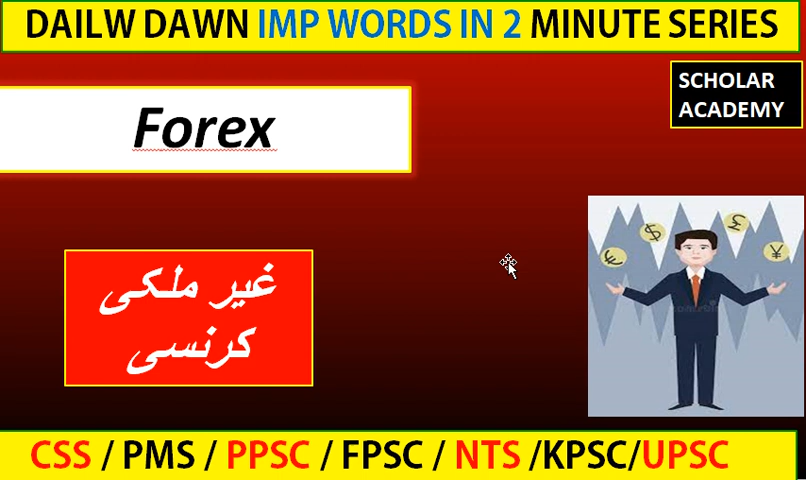 DAILW DAWN IMP WORDS IN 2 MINUTE SERIES
SCHOLAR
ACADEMY
Forex
غیر ملکی
کرنسی
CSS / PMS / PPSC / FPSC / NTS /KPSC/UPSC